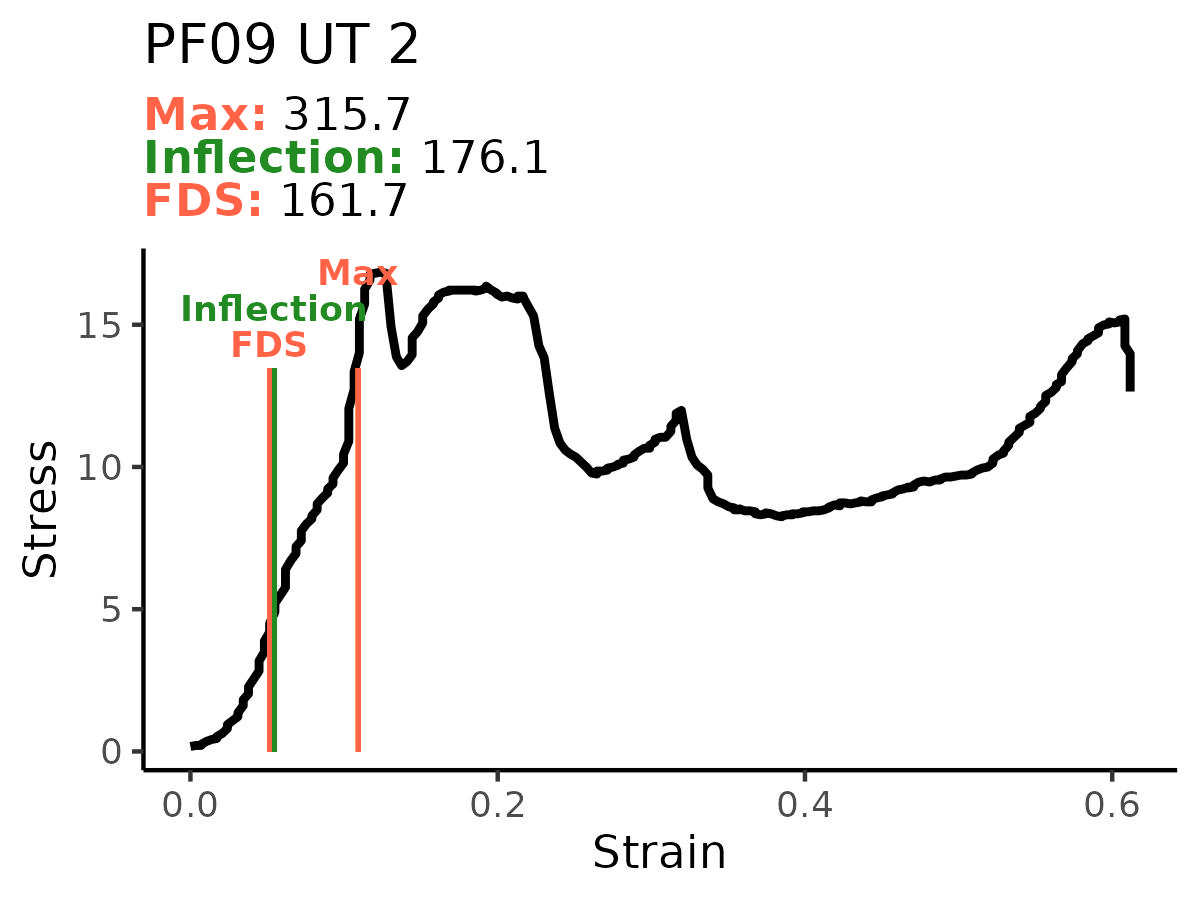 PF09 UT 2
Max: 315.7
Inflection: 176.1
FDS: 161.7
Max
Inflection
FDS
15
10
5
0
Stress
0.0 0.2 0.4 0.6
Strain